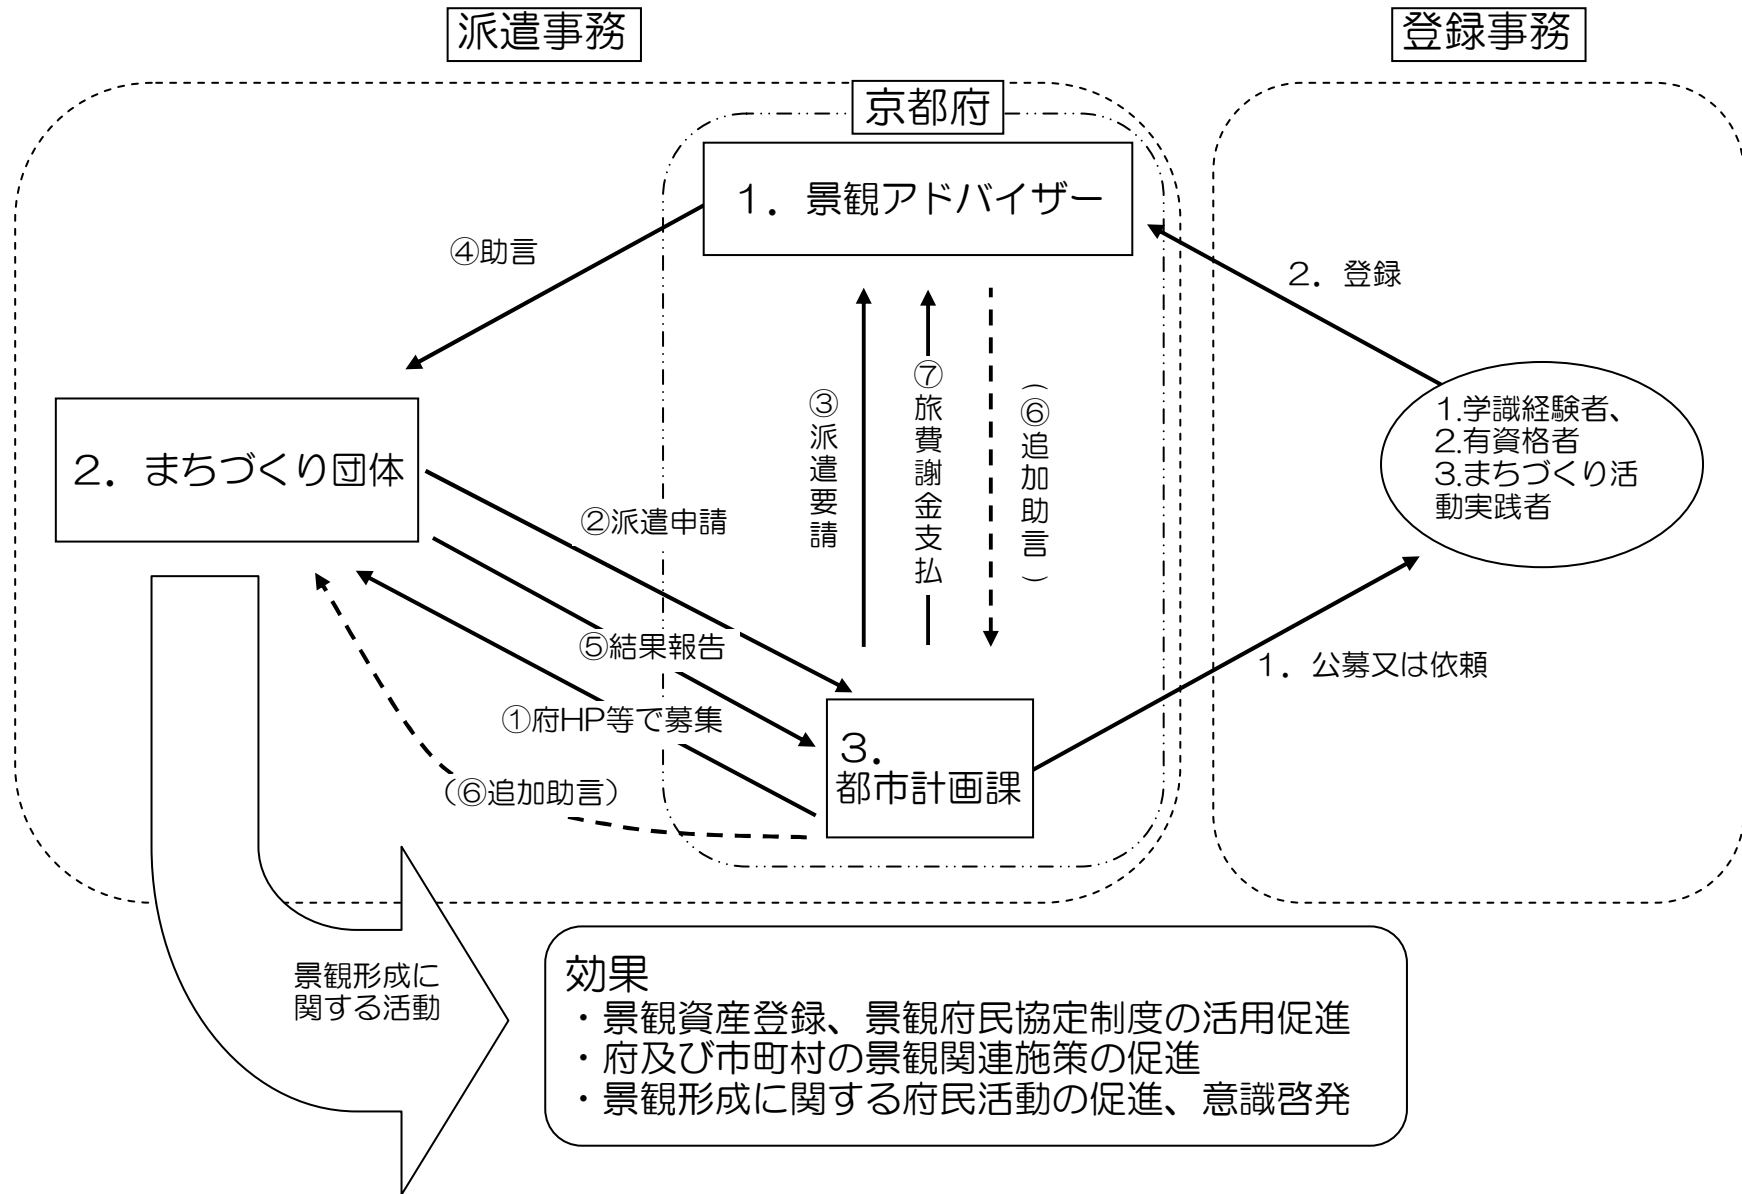 派遣事務
登録事務
京都府
1．景観アドバイザー
④助言
2．登録
③派遣要請
⑦旅費謝金支払
（⑥追加助言）
1.学識経験者、
2.有資格者
3.まちづくり活
動実践者
2．まちづくり団体
②派遣申請
⑤結果報告
1．公募又は依頼
①府HP等で募集
3．
都市計画課
（⑥追加助言）
景観形成に
関する活動
効果
・景観資産登録、景観府民協定制度の活用促進
・府及び市町村の景観関連施策の促進
・景観形成に関する府民活動の促進、意識啓発